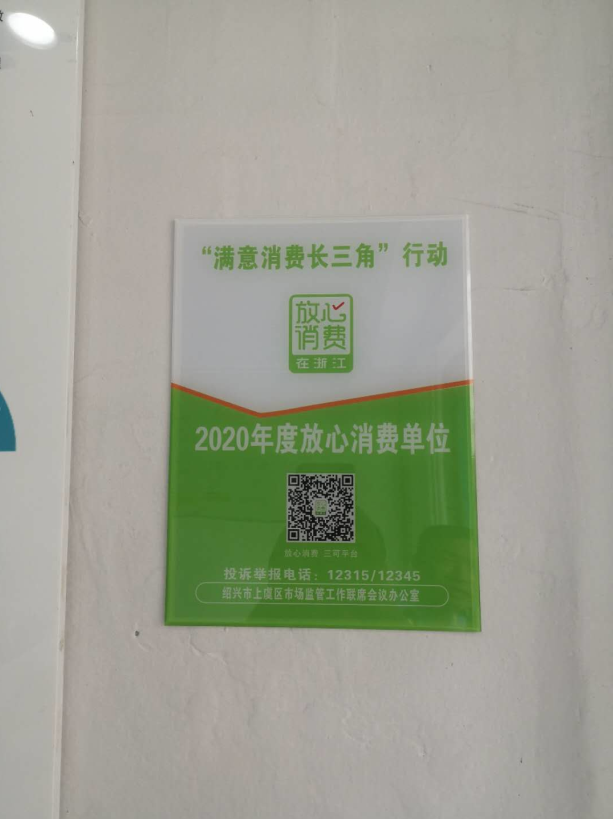 “满意消费长三角”行动
放心
消费
在浙江
2020年度放心消费单位
放心消费 三可平台
投诉举报电话：12315/12345
绍兴市上虞区市场监管工作联席会议办公室